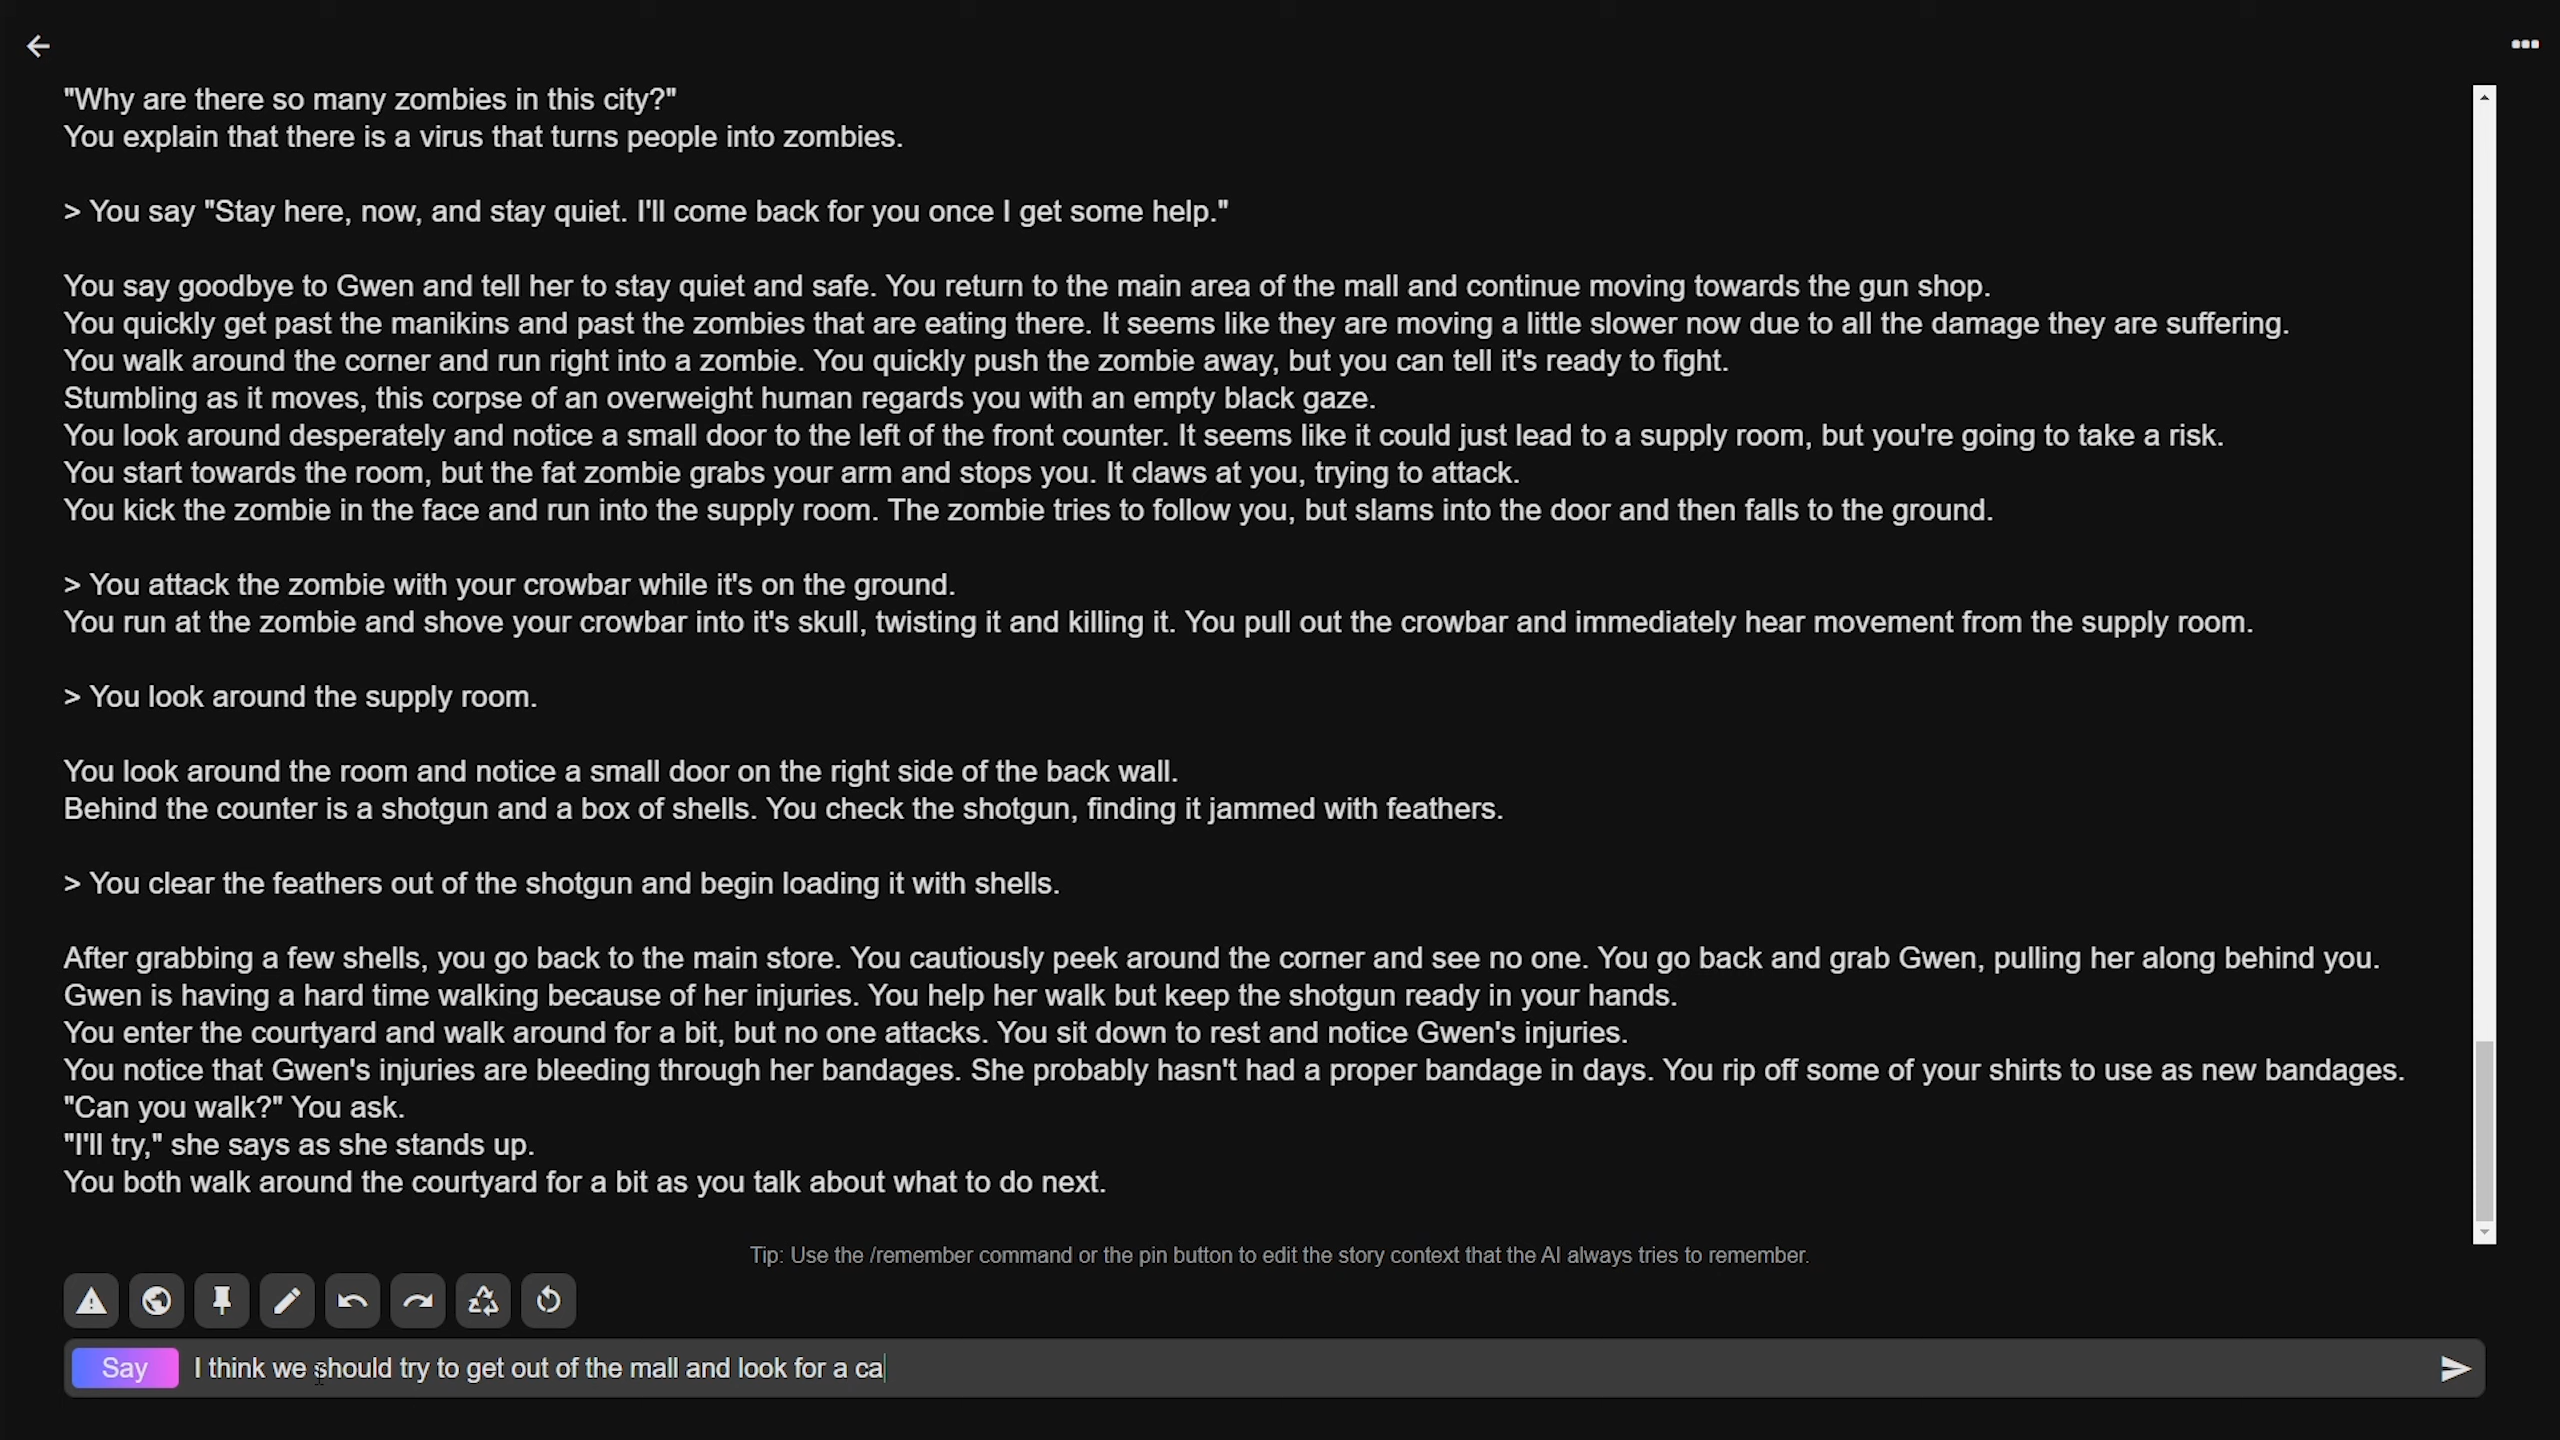 "Why are there so many zombies in this city?"
You explain that there is a virus that turns people into zombies.
> You say "Stay here, now, and stay quiet. I'll come back for you once I get some help."
You say goodbye to Gwen and tell her to stay quiet and safe. You return to the main area of the mall and continue moving towards the gun shop.
You quickly get past the manikins and past the zombies that are eating there. It seems like they are moving a little slower now due to all the damage they are suffering.
You walk around the corner and run right into a zombie. You quickly push the zombie away, but you can tell it's ready to fight.
Stumbling as it moves, this corpse of an overweight human regards you with an empty black gaze.
You look around desperately and notice a small door to the left of the front counter. It seems like it could just lead to a supply room, but you're going to take a risk.
You start towards the room, but the fat zombie grabs your arm and stops you. It claws at you, trying to attack.
You kick the zombie in the face and run into the supply room. The zombie tries to follow you, but slams into the door and then falls to the ground.
> You attack the zombie with your crowbar while it's on the ground.
You run at the zombie and shove your crowbar into it's skull, twisting it and killing it. You pull out the crowbar and immediately hear movement from the supply room.
> You look around the supply room.
You look around the room and notice a small door on the right side of the back wall.
Behind the counter is a shotgun and a box of shells. You check the shotgun, finding it jammed with feathers.
> You clear the feathers out of the shotgun and begin loading it with shells.
After grabbing a few shells, you go back to the main store. You cautiously peek around the corner and see no one. You go back and grab Gwen, pulling her along behind you.
Gwen is having a hard time walking because of her injuries. You help her walk but keep the shotgun ready in your hands.
You enter the courtyard and walk around for a bit, but no one attacks. You sit down to rest and notice Gwen's injuries.
You notice that Gwen's injuries are bleeding through her bandages. She probably hasn't had a proper bandage in days. You rip off some of your shirts to use as new bandages.
"Can you walk?" You ask.
"I'll try," she says as she stands up.
You both walk around the courtyard for a bit as you talk about what to do next.
Tip: Use the /remember command or the pin button to edit the story context that the AI always tries to remember.
Say I think we should try to get out of the mall and look for a ca